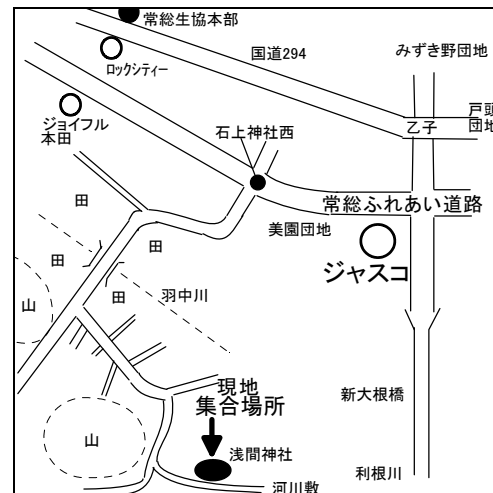 常総生協本部
国道294
みずき野団地
ロックシティー
戸頭
団地
乙子
ジョイフル
本田
石上神社西
常総ふれあい道路
美園団地
ジャスコ
田
田
田
田
羽中川
山
現地
集合場所
新大根橋
山
浅間神社
利根川
河川敷